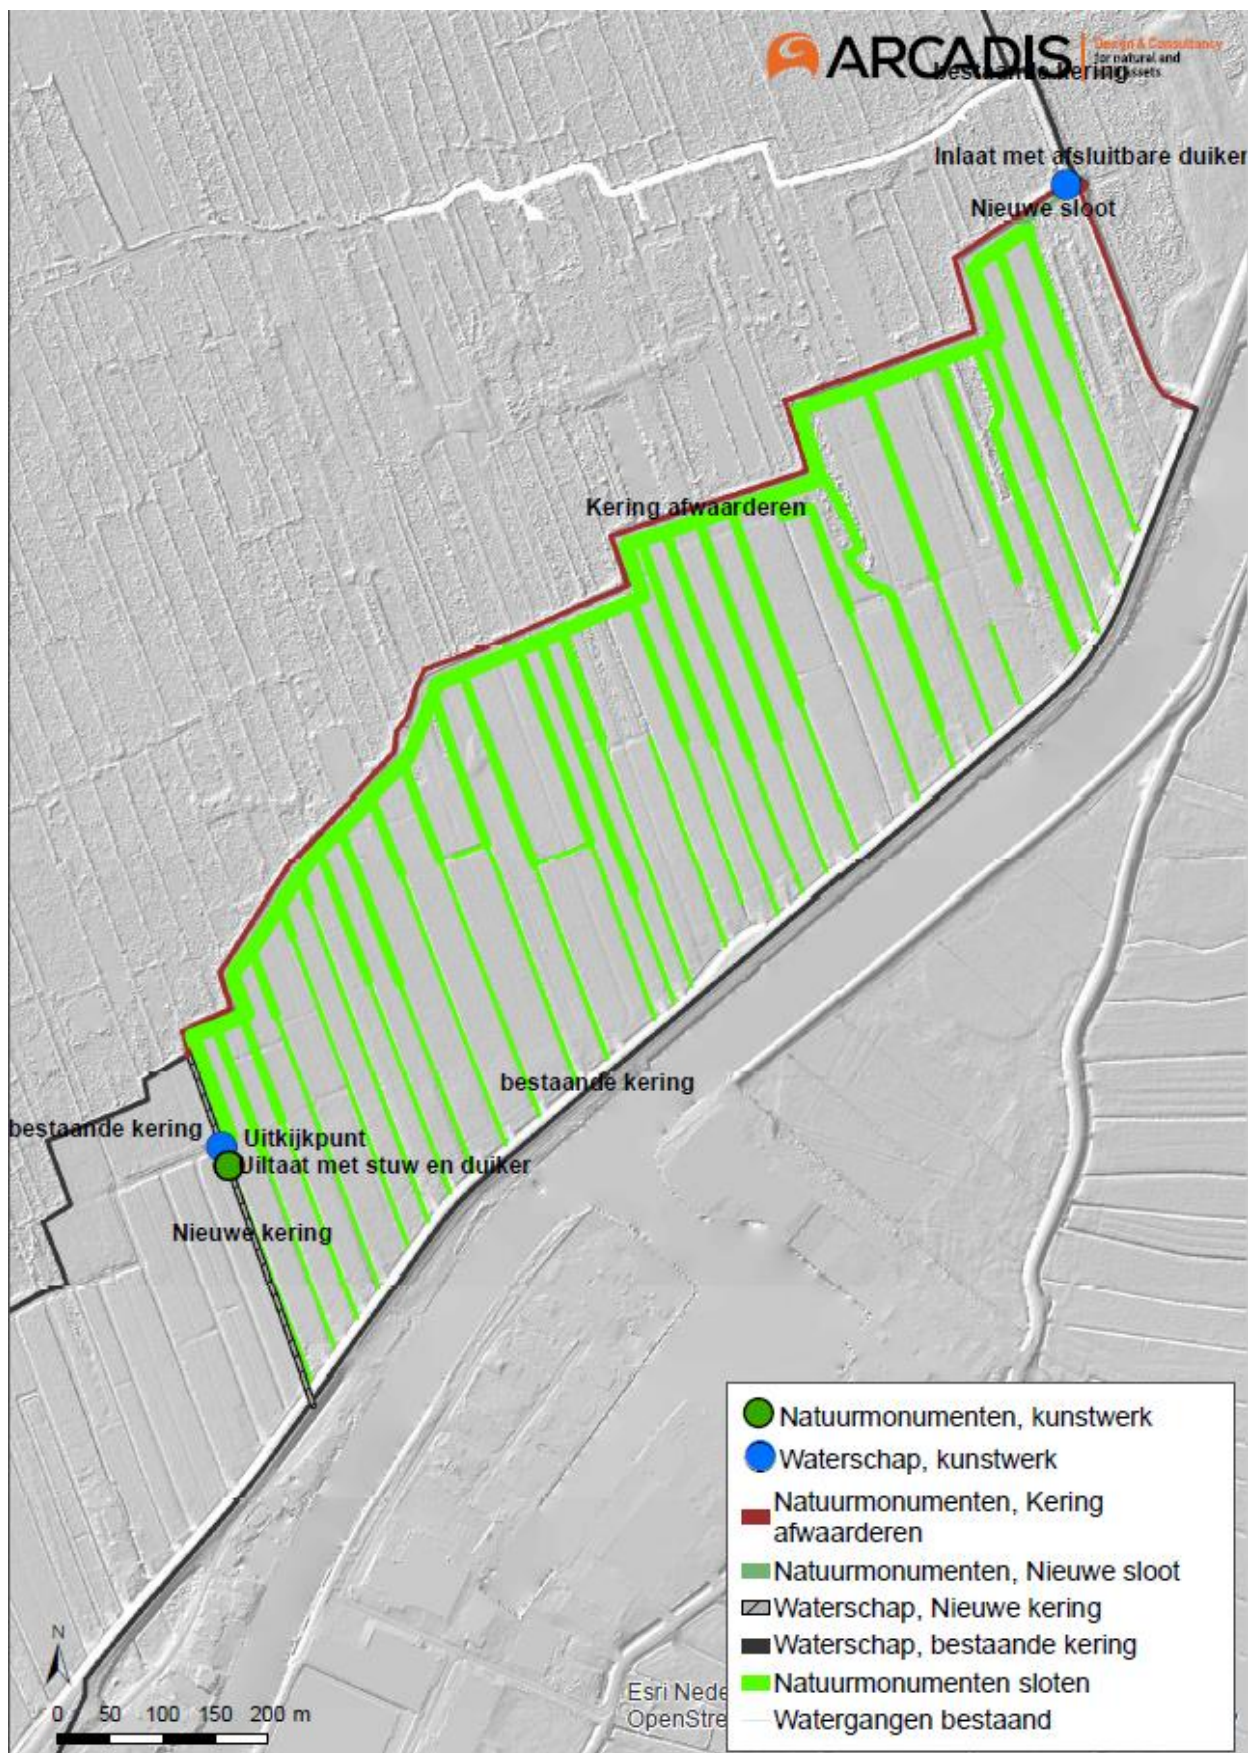 ARCADIS
Design & Consultancy
for natural and
bestaande kering
Inlaat met afsluitbare duiker
Nieuwe sloot
Kering afwaarderen
bestaande kering
bestaande kering
Uitkijkpunt
Uiltaat met stuw en duiker
Nieuwe kering
Natuurmonumenten, kunstwerk
Waterschap, kunstwerk
Natuurmonumenten, Kering
afwaarderen
Natuurmonumenten, Nieuwe sloot
Waterschap, Nieuwe kering
Waterschap, bestaande kering
Natuurmonumenten sloten
Watergangen bestaand
N
0 50 100 150 200 m
Esri Nede
OpenStre